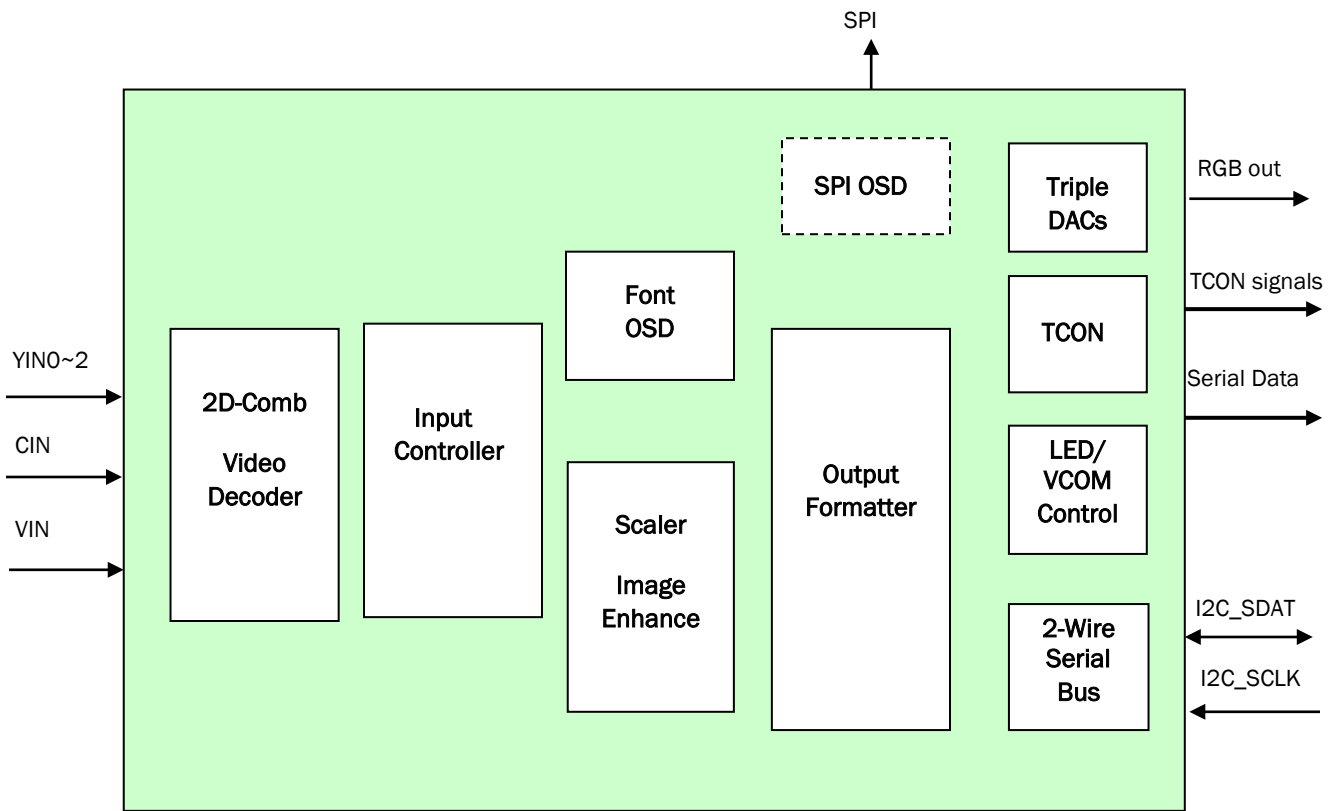 SPI
SPI OSD
Triple
DACs
RGB out
Font
OSD
TCON signals
TCON
YIN0~2
2D-Comb
Video
Decoder
Input
Controller
Serial Data
CIN
LED/
VCOM
Control
Output
Formatter
VIN
Scaler
Image
Enhance
2-Wire
Serial
Bus
I2C_SDAT
I2C_SCLK